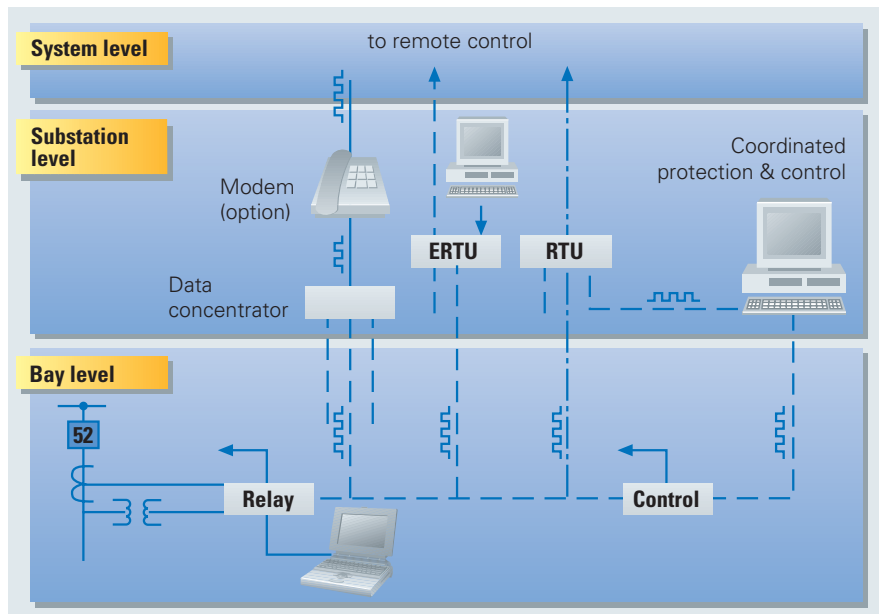 System level
to remote control
Substation
level
Modem
(option)
Coordinated
protection & control
ERTU
RTU
Data
concentrator
Bay level
52
Relay
Control